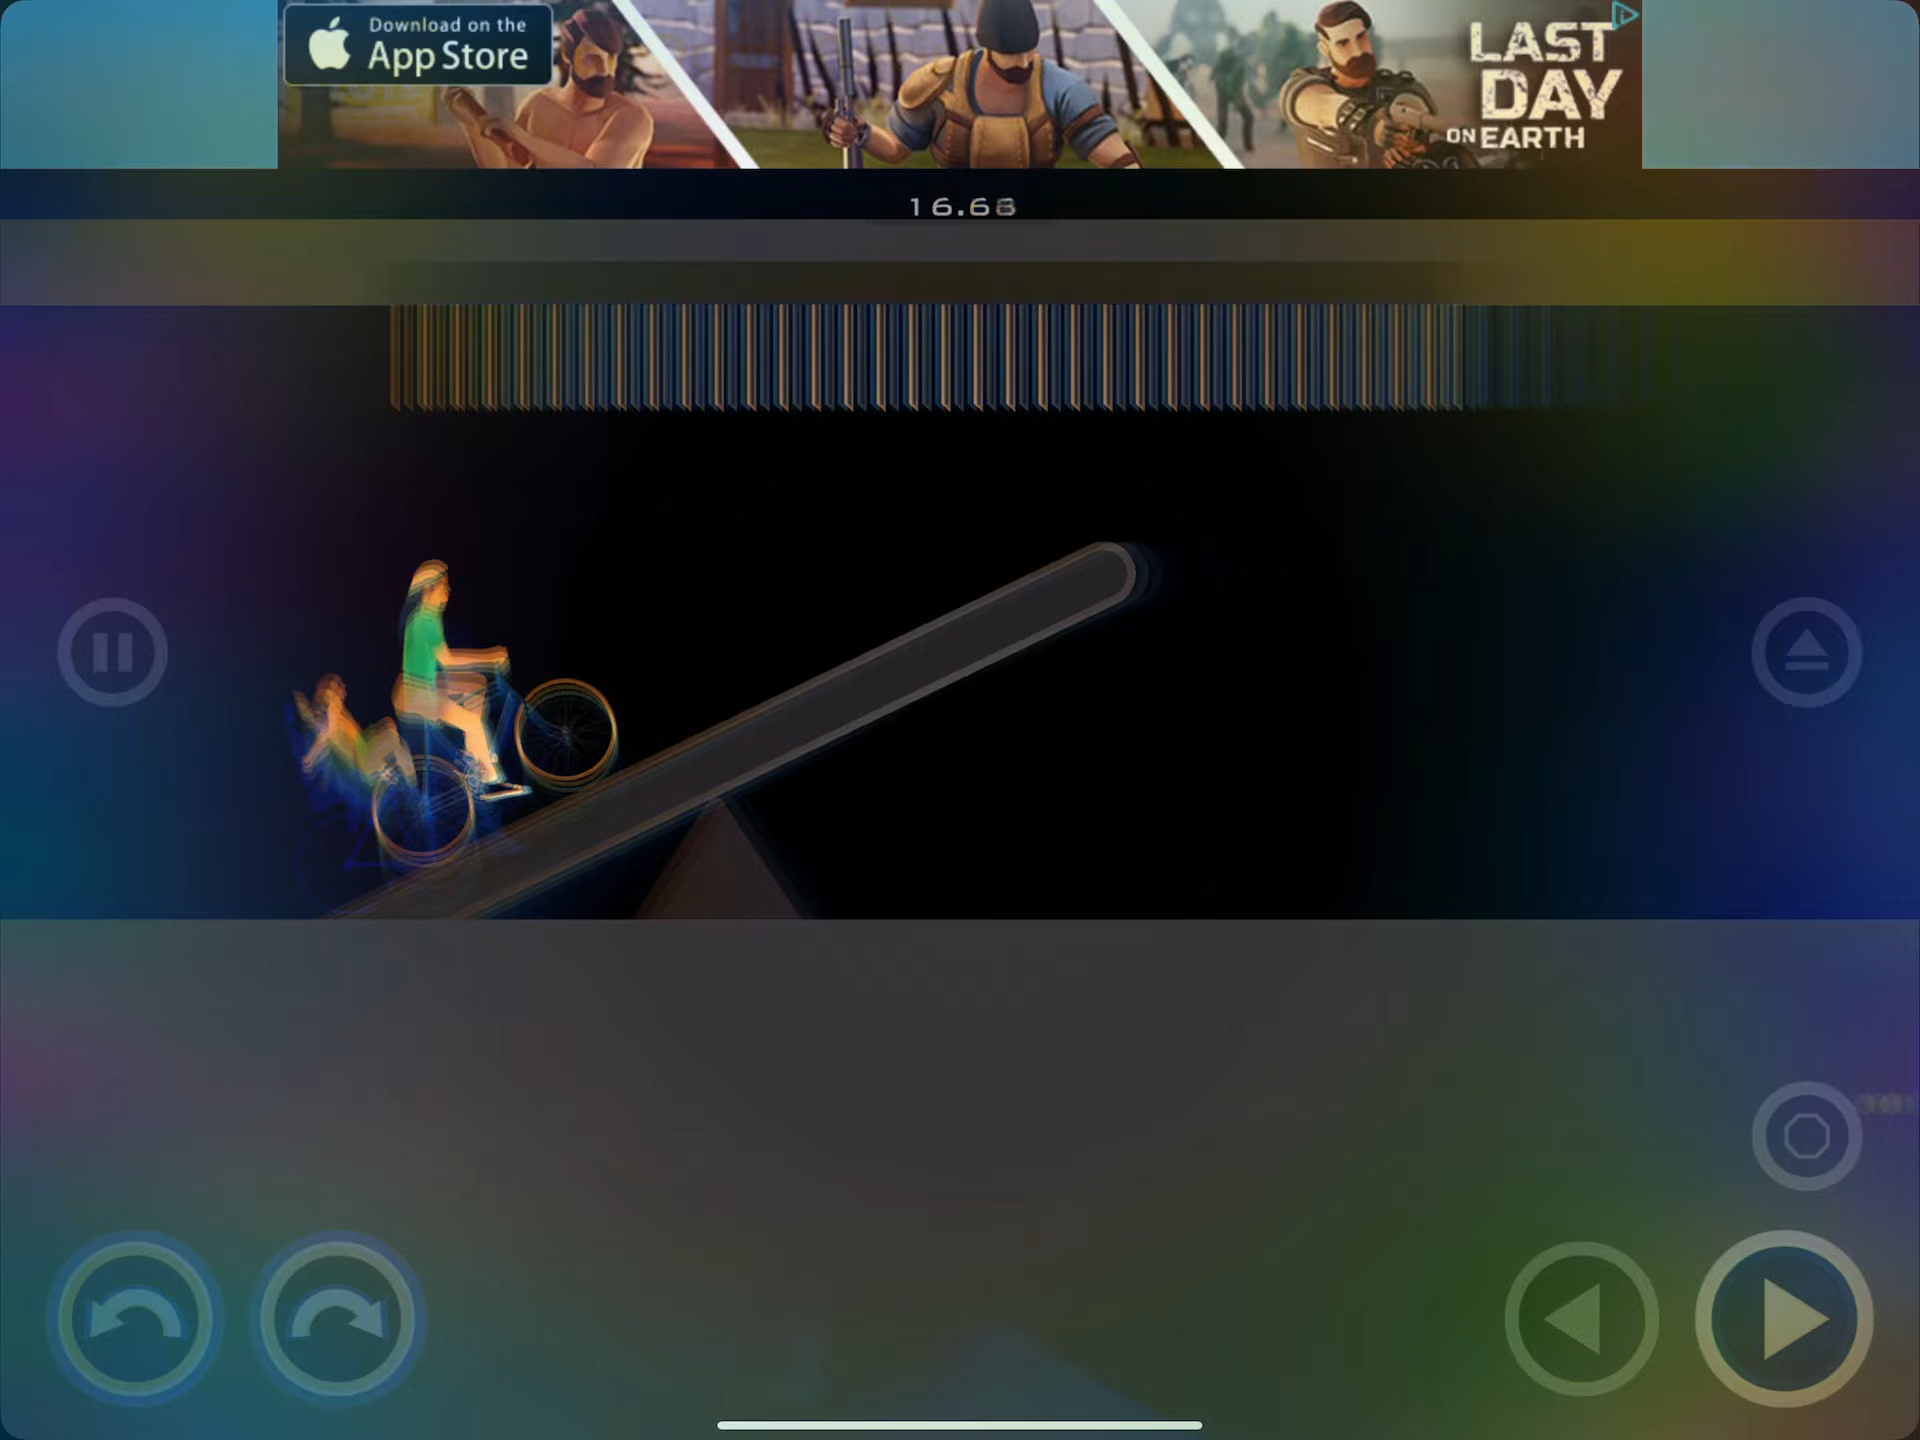 Download on the
App Store
LAST
DAY
ON EARTH
16.68